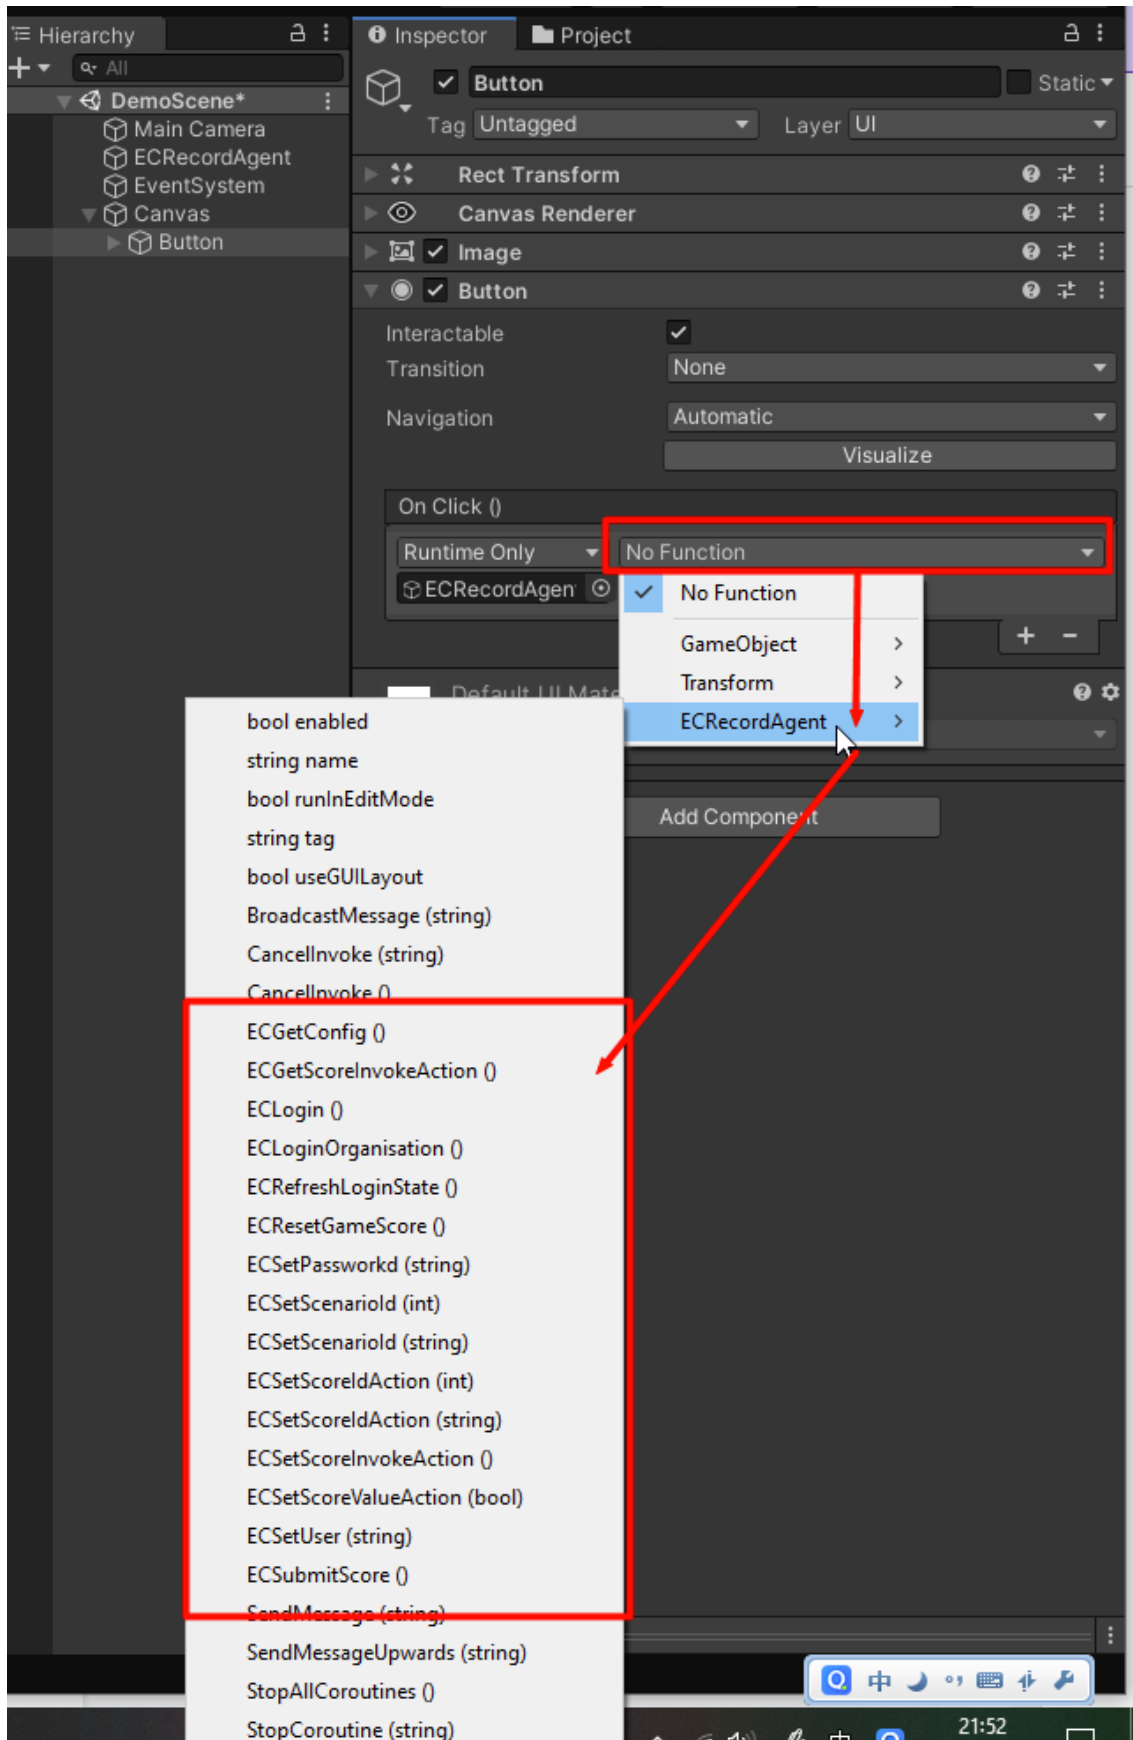 Hierarchy
Inspector
Project
All
Button
Static
DemoScene*
Tag Untagged
Layer UI
Main Camera
ECRecordAgent
EventSystem
Canvas
Button
Rect Transform
Canvas Renderer
Image
Button
Interactable
Transition None
Navigation Automatic
Visualize
On Click ()
Runtime Only
No Function
ECRecordAgen
No Function
GameObject
Transform
ECRecordAgent
Default UI Mate
Add Component
bool enabled
string name
bool runInEditMode
string tag
bool useGUILayout
BroadcastMessage (string)
CancelInvoke (string)
CancelInvoke ()
ECGetConfig ()
ECGetScoreInvokeAction ()
ECLogin ()
ECLoginOrganisation ()
ECRefreshLoginState ()
ECResetGameScore ()
ECSetPassworkd (string)
ECSetScenarioId (int)
ECSetScenarioId (string)
ECSetScoreIdAction (int)
ECSetScoreIdAction (string)
ECSetScoreInvokeAction ()
ECSetScoreValueAction (bool)
ECSetUser (string)
ECSubmitScore ()
SendMessage (string)
SendMessageUpwards (string)
StopAllCoroutines ()
StopCoroutine (string)
中
中
21:52